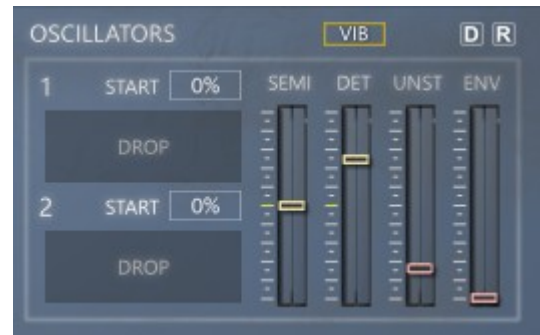 OSCILLATORS VIB D R
1 START 0% SEMI DET UNST ENV
DROP
2 START 0%
DROP